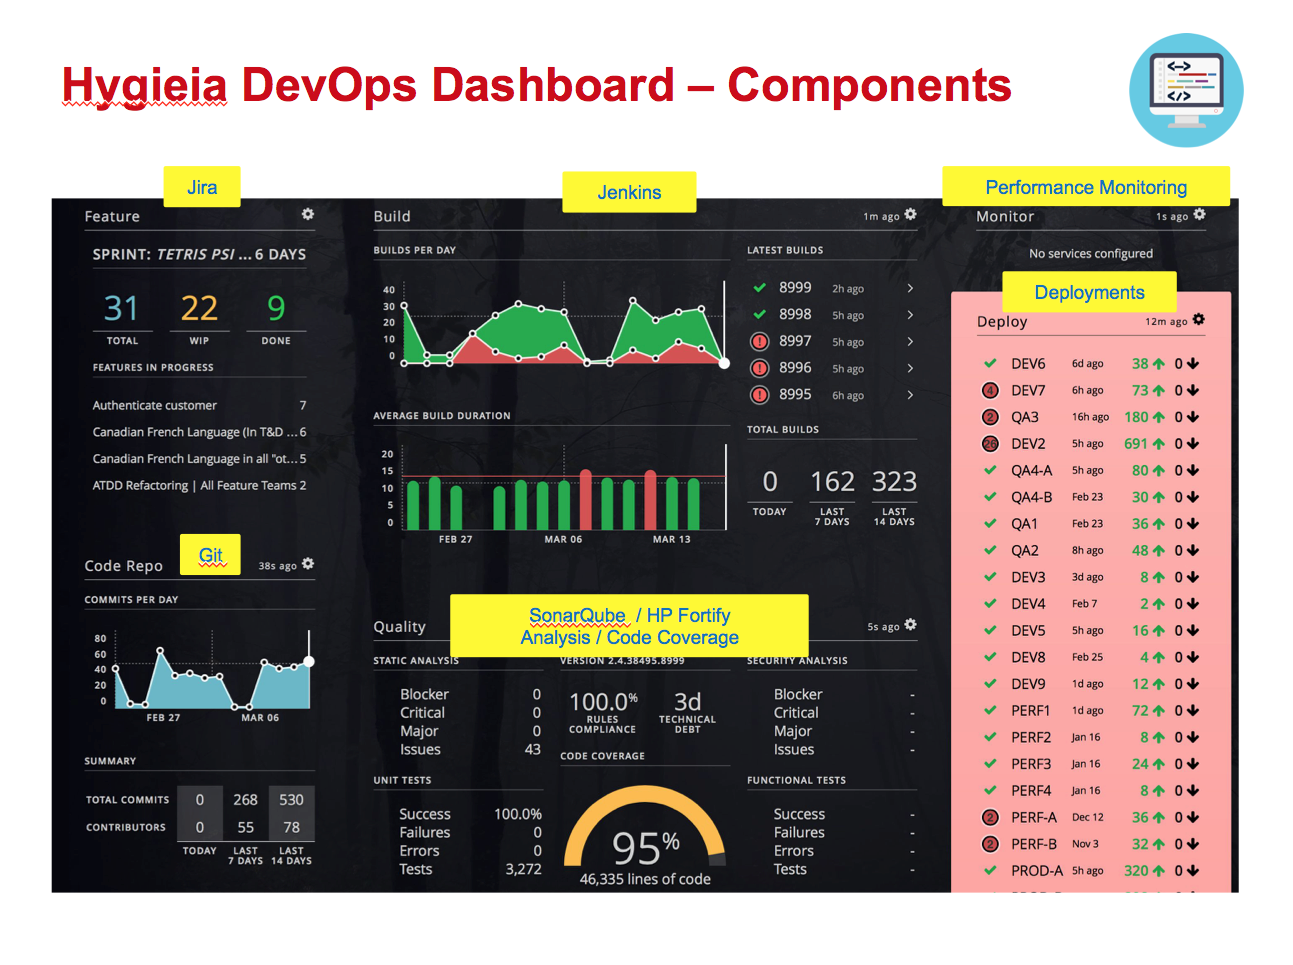 Hygieia DevOps Dashboard – Components
Jira
Jenkins
Performance Monitoring
Feature
SPRINT: TETRIS PSI ... 6 DAYS
31 22 9
TOTAL WIP DONE
FEATURES IN PROGRESS
Authenticate customer 7
Canadian French Language (In T&D ... 6
Canadian French Language in all "ot... 5
ATDD Refactoring | All Feature Teams 2
Git
Code Repo 38s ago
COMMITS PER DAY
80
60
40
20
0
FEB 27 MAR 06
SUMMARY
TOTAL COMMITS 0 268 530
CONTRIBUTORS 0 55 78
TODAY LAST 7 DAYS LAST 14 DAYS
Build 1m ago
BUILDS PER DAY
40
30
20
10
0
LATEST BUILDS
8999 2h ago
8998 5h ago
8997 5h ago
8996 5h ago
8995 6h ago
AVERAGE BUILD DURATION
20
15
10
5
0
FEB 27 MAR 06 MAR 13
TOTAL BUILDS
0 162 323
TODAY LAST 7 DAYS LAST 14 DAYS
SonarQube / HP Fortify
Analysis / Code Coverage
Quality 5s ago
STATIC ANALYSIS
Blocker 0
Critical 0
Major 0
Issues 43
UNIT TESTS
Success 100.0%
Failures 0
Errors 0
Tests 3,272
VERSION 2.4.38495.8999
100.0% 3d
RULES COMPLIANCE TECHNICAL DEBT
CODE COVERAGE
95%
46,335 lines of code
SECURITY ANALYSIS
Blocker -
Critical -
Major -
Issues -
FUNCTIONAL TESTS
Success -
Failures -
Errors -
Tests -
Monitor 1s ago
No services configured
Deployments
Deploy 12m ago
DEV6 6d ago 38 0
4 DEV7 6h ago 73 0
2 QA3 16h ago 180 0
26 DEV2 5h ago 691 0
QA4-A 5h ago 80 0
QA4-B Feb 23 30 0
QA1 Feb 23 36 0
QA2 8h ago 48 0
DEV3 3d ago 8 0
DEV4 Feb 7 2 0
DEV5 5h ago 16 0
DEV8 Feb 25 4 0
DEV9 1d ago 12 0
PERF1 1d ago 72 0
PERF2 Jan 16 8 0
PERF3 Jan 16 24 0
PERF4 Jan 16 8 0
2 PERF-A Dec 12 36 0
2 PERF-B Nov 3 32 0
PROD-A 5h ago 320 0